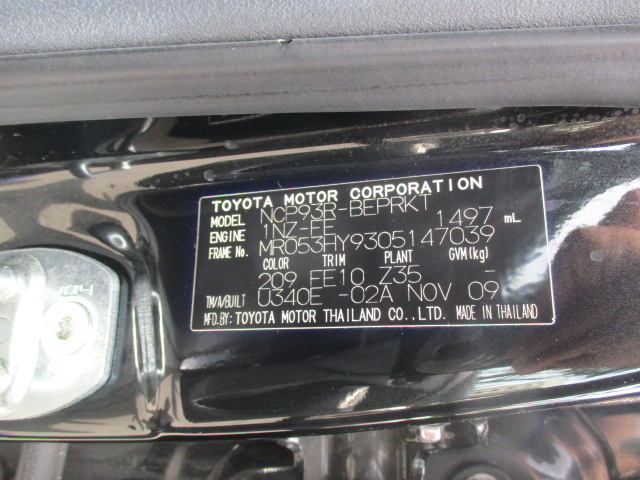 TOYOTA MOTOR CORPORATION
MODEL NCP93R-BEPRKT
ENGINE 1NZ-FE 1497 mL
FRAME No. MR053HY9305147039
COLOR TRIM PLANT GVM(kg)
209 FE10 Z35 -
TM/A/BUILT U340E -02A NOV 09
MFD.BY: TOYOTA MOTOR THAILAND CO.,LTD. MADE IN THAILAND